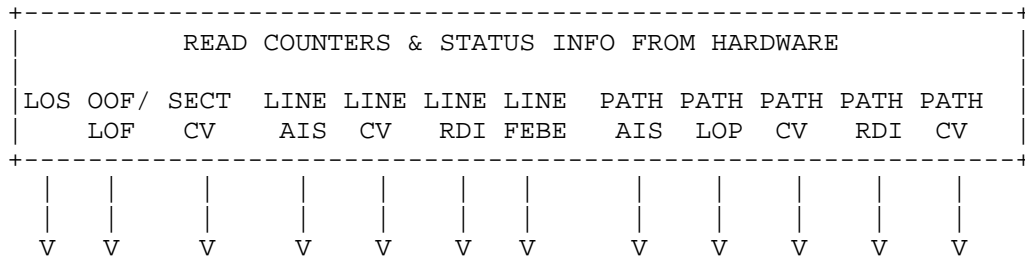 READ COUNTERS & STATUS INFO FROM HARDWARE
LOS OOF/ SECT LINE LINE LINE LINE PATH PATH PATH PATH PATH
LOF CV AIS CV RDI FEBE AIS LOP CV RDI CV
V V V V V V V V V V V V